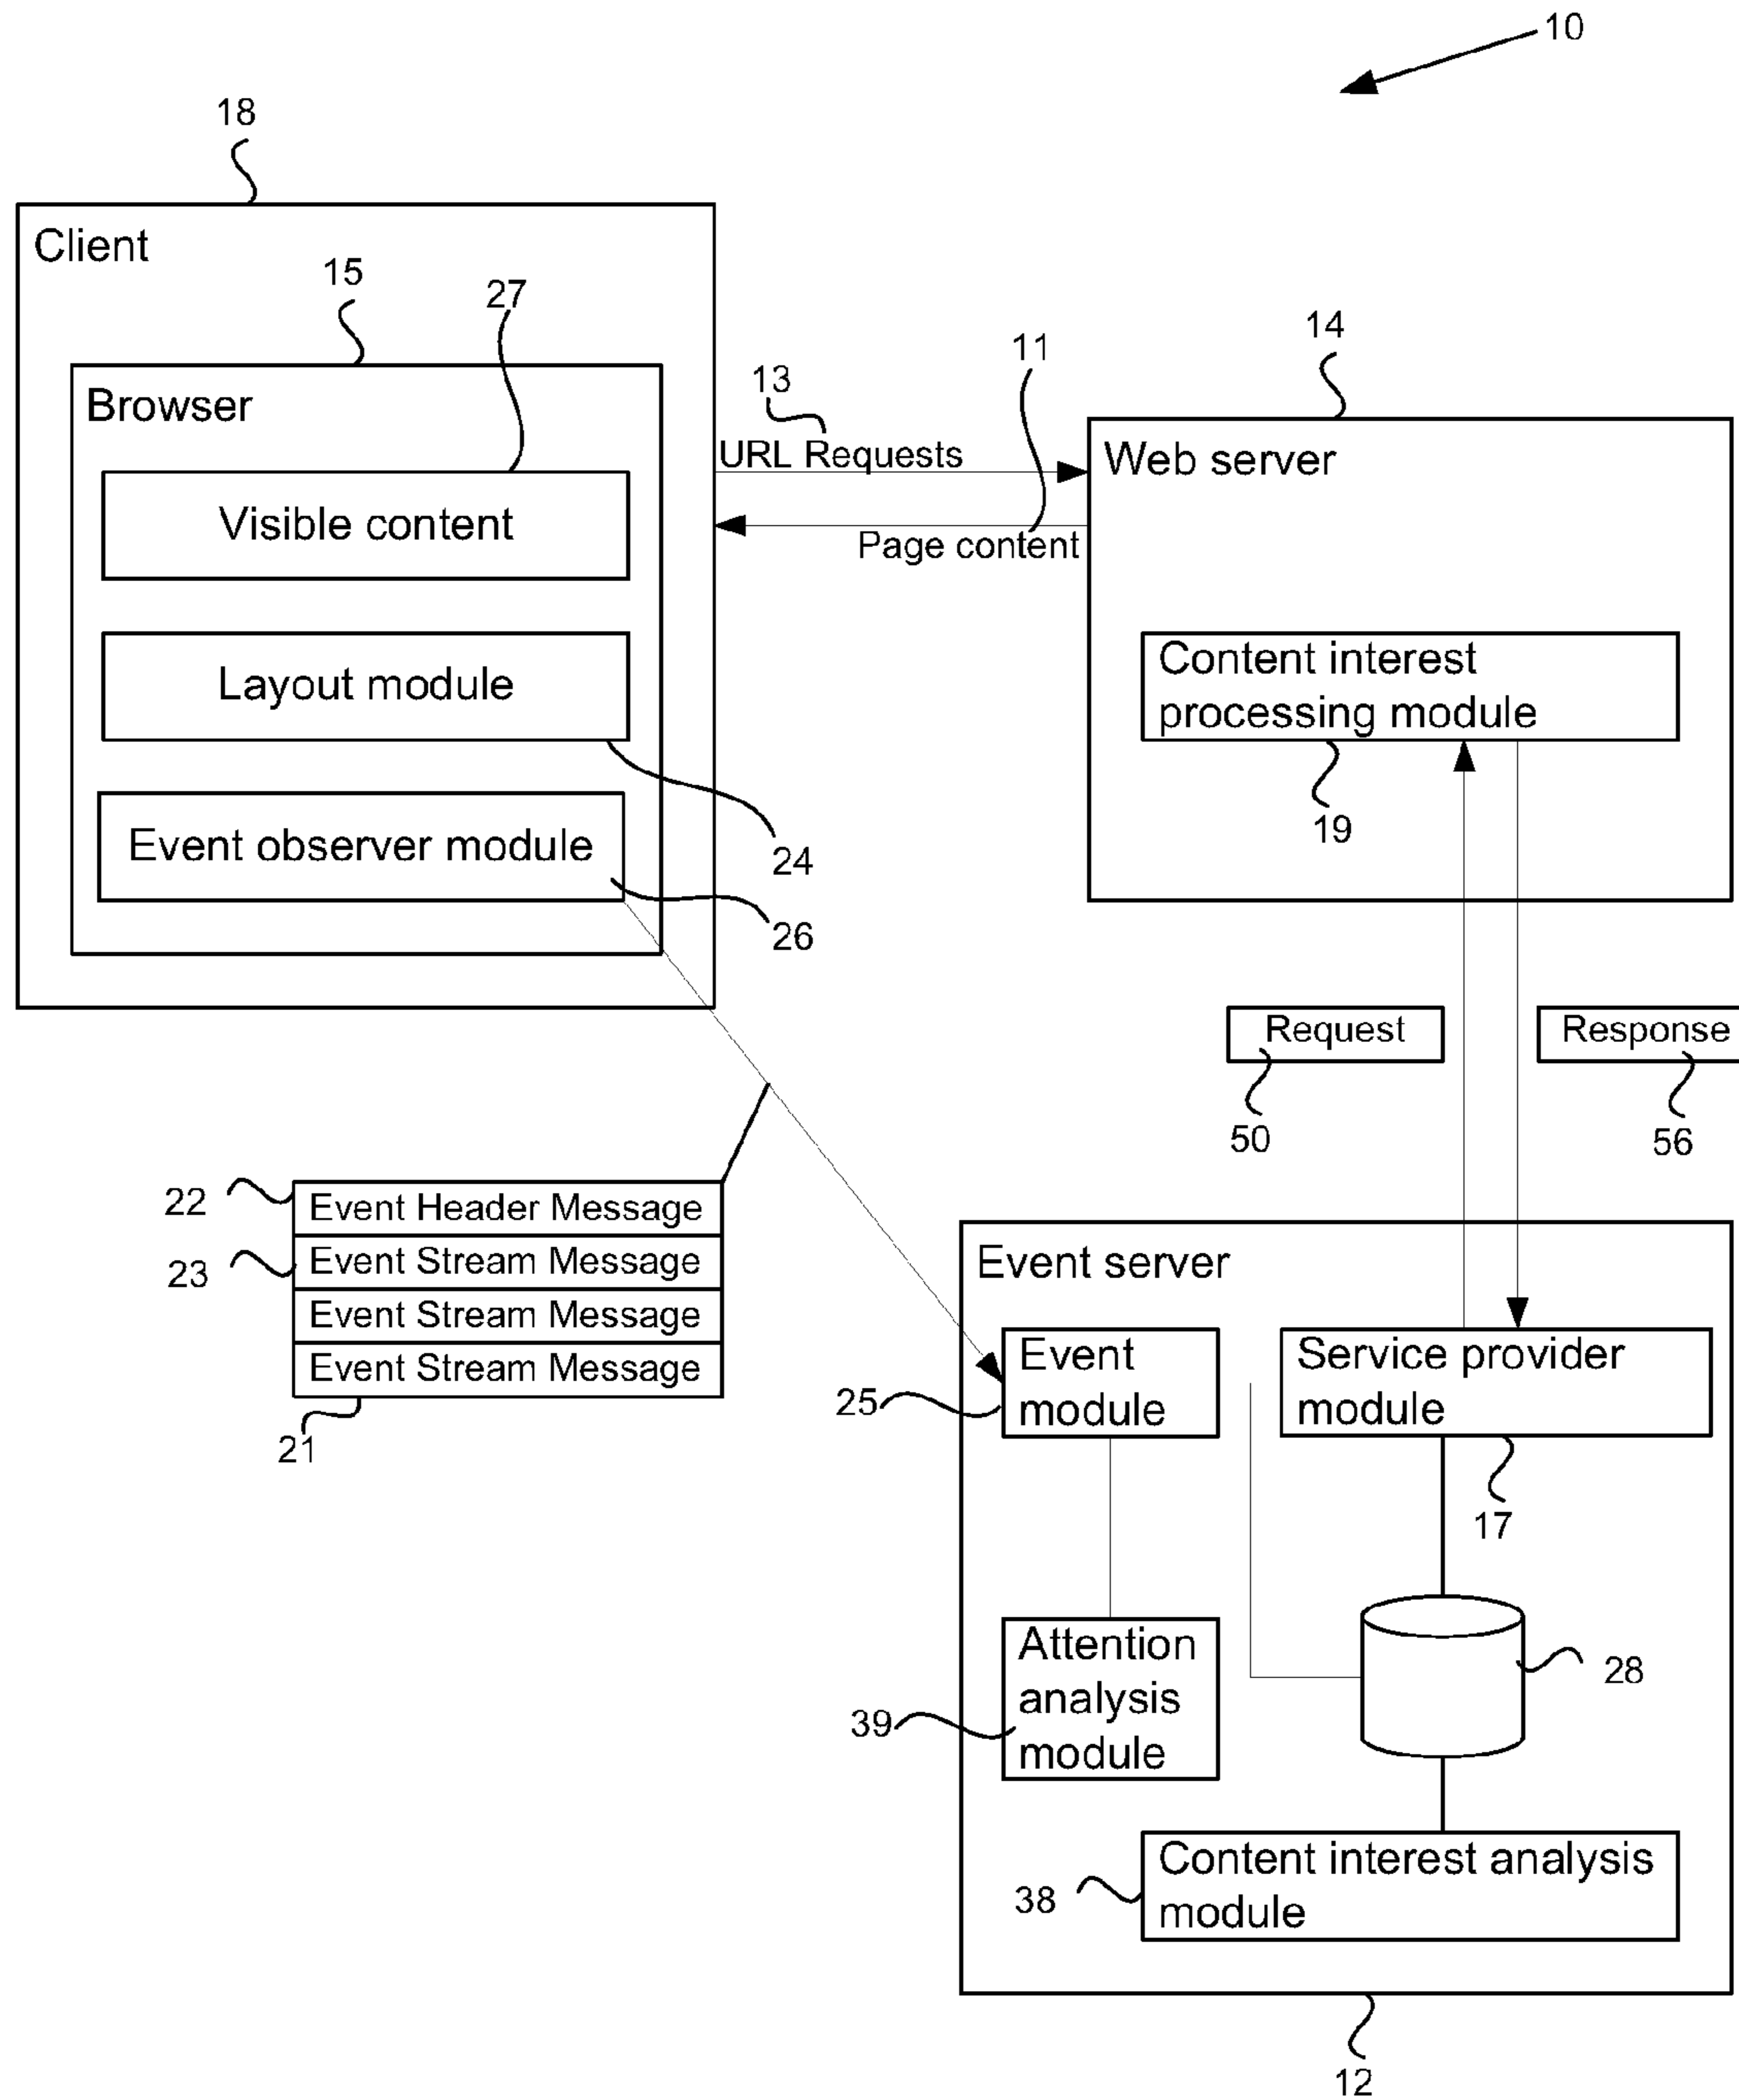 10
18
Client
15
27
Browser
Visible content
Layout module
Event observer module
24
26
13
URL Requests
11
Page content
14
Web server
Content interest
processing module
19
Request
50
Response
56
22
Event Header Message
23
Event Stream Message
Event Stream Message
Event Stream Message
21
Event server
Event
module
25
Service provider
module
17
Attention
analysis
module
39
28
Content interest analysis
module
38
12